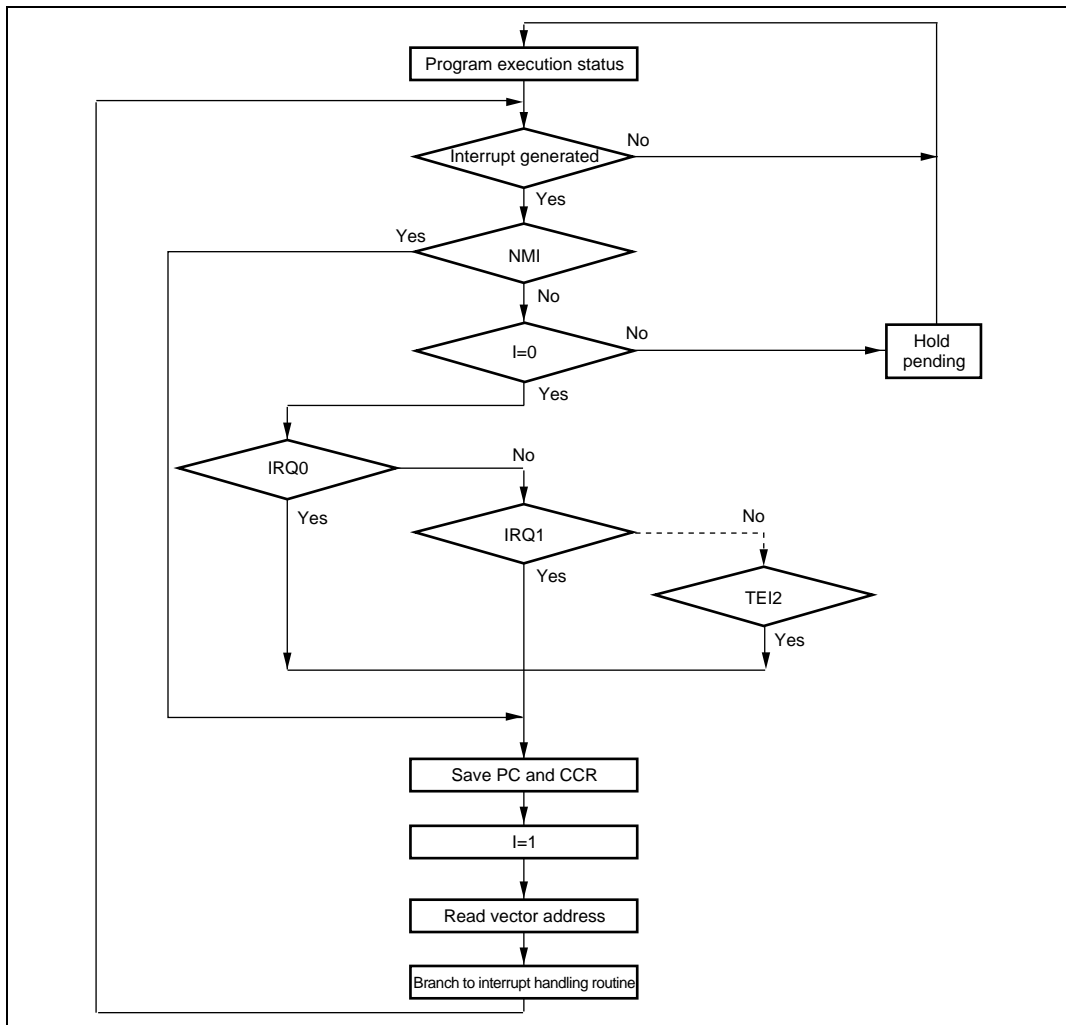 Program execution status
Interrupt generated
No
Yes
Yes
NMI
No
I=0
No
Hold
pending
Yes
IRQ0
No
Yes
IRQ1
No
Yes
TEI2
Yes
Save PC and CCR
I=1
Read vector address
Branch to interrupt handling routine